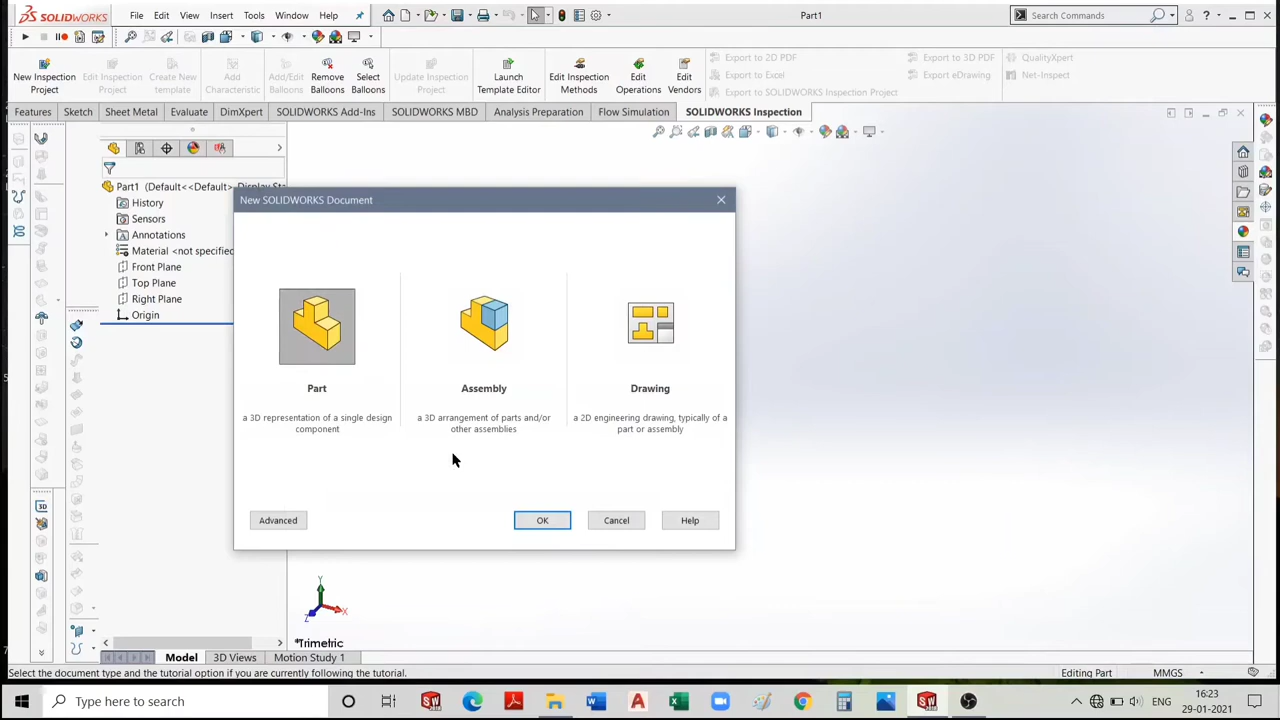 SOLIDWORKS
File Edit View Insert Tools Window Help
Part1
Search Commands
New Inspection Project
Edit Inspection Project
Create New template
Add Characteristic
Add/Edit Balloons
Remove Balloons
Select Balloons
Update Inspection Project
Launch Template Editor
Edit Inspection Methods
Edit Operations
Edit Vendors
Export to 2D PDF
Export to Excel
Export to SOLIDWORKS Inspection Project
Export to 3D PDF
Export eDrawing
QualityXpert
Net-Inspect
Features Sketch Sheet Metal Evaluate DimXpert SOLIDWORKS Add-Ins SOLIDWORKS MBD Analysis Preparation Flow Simulation SOLIDWORKS Inspection
Part1 (Default<<Default>_Display Sta
History
Sensors
Annotations
Material <not specified
Front Plane
Top Plane
Right Plane
Origin
New SOLIDWORKS Document
Part
a 3D representation of a single design
component
Assembly
a 3D arrangement of parts and/or
other assemblies
Drawing
a 2D engineering drawing, typically of a
part or assembly
Advanced OK Cancel Help
Y
X
Z
*Trimetric
Model 3D Views Motion Study 1
Select the document type and the tutorial option if you are currently following the tutorial.
Editing Part MMGS
Type here to search
ENG
16:23
29-01-2021